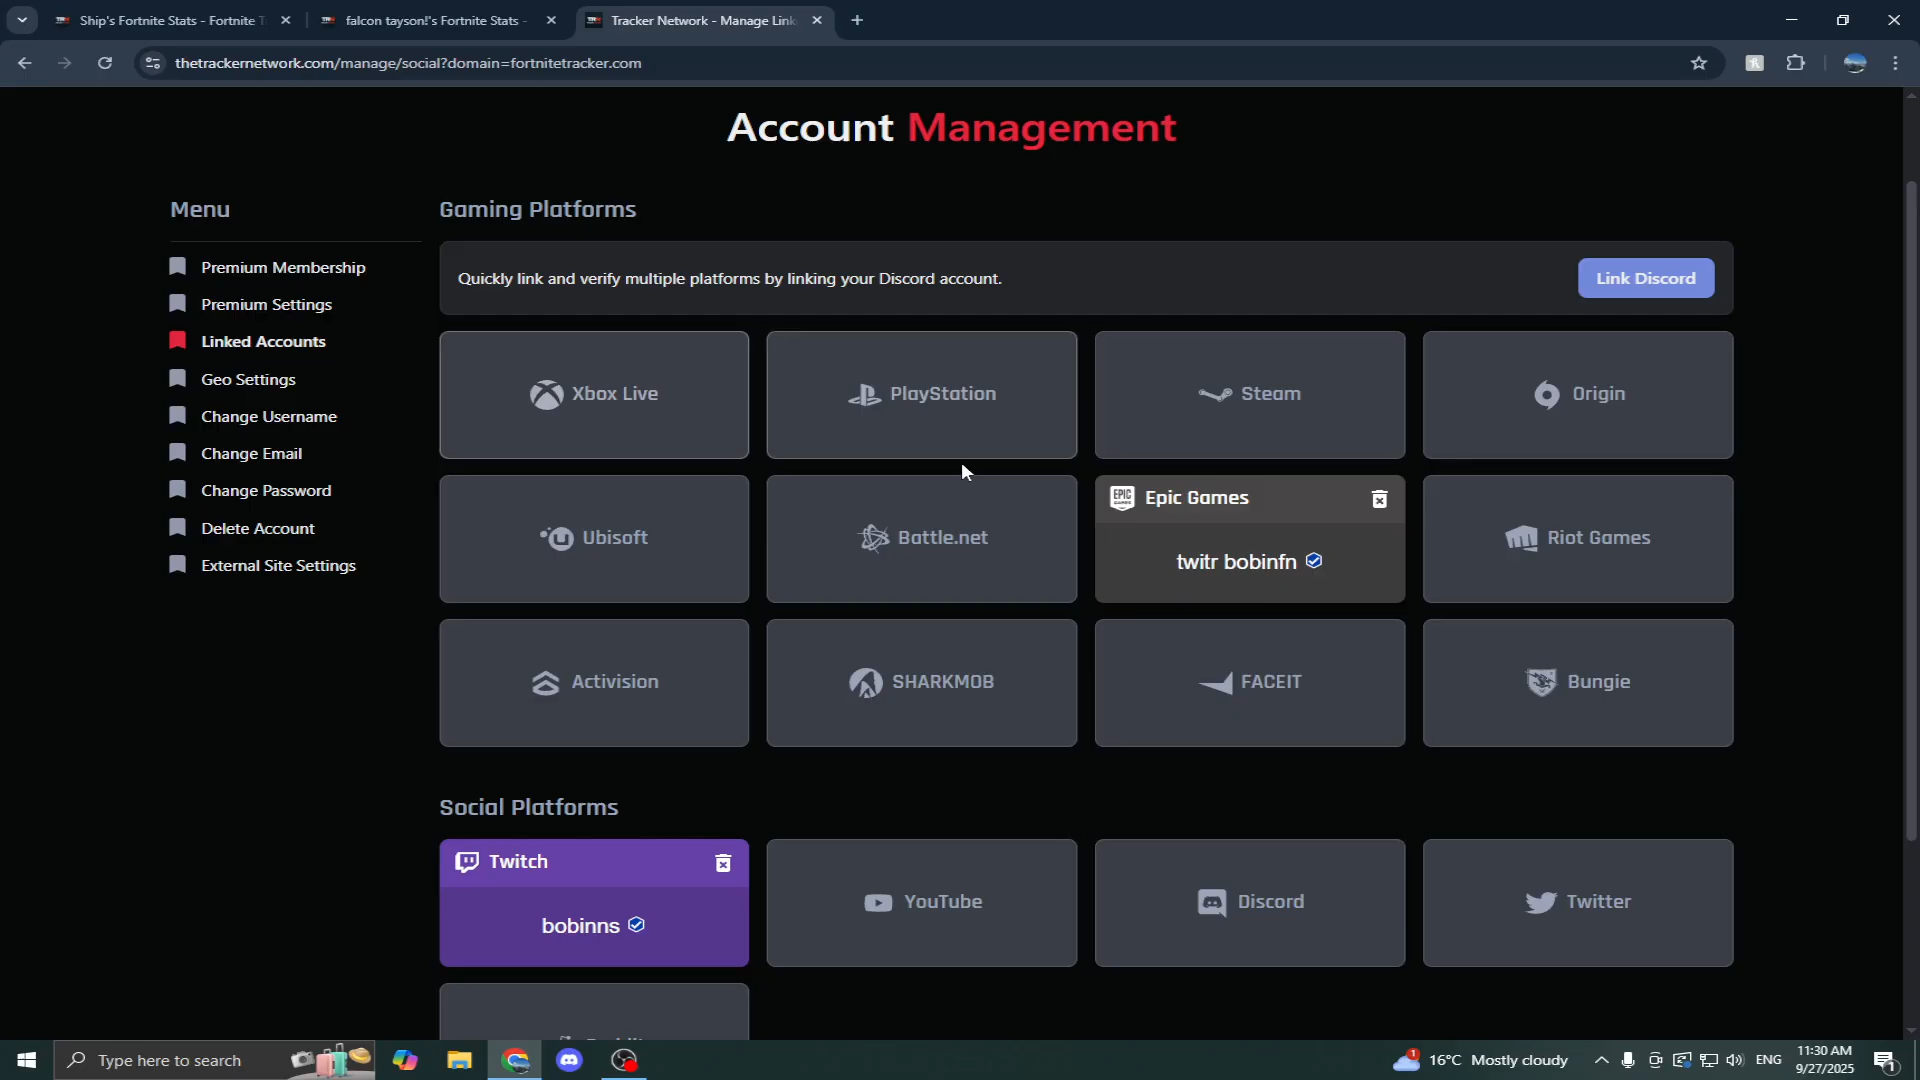 Ship's Fortnite Stats - Fortnite T
falcon tayson!'s Fortnite Stats -
Tracker Network - Manage Link
thetrackernetwork.com/manage/social?domain=fortnitetracker.com
Account Management
Menu
Premium Membership
Premium Settings
Linked Accounts
Geo Settings
Change Username
Change Email
Change Password
Delete Account
External Site Settings
Gaming Platforms
Quickly link and verify multiple platforms by linking your Discord account.
Link Discord
Xbox Live
PlayStation
Steam
Origin
Ubisoft
Battle.net
EPIC GAMES
Epic Games
twitr bobinfn
Riot Games
Activision
SHARKMOB
FACEIT
Bungie
Social Platforms
Twitch
bobinns
YouTube
Discord
Twitter
Type here to search
1
16°C Mostly cloudy
ENG
11:30 AM
9/27/2025
1